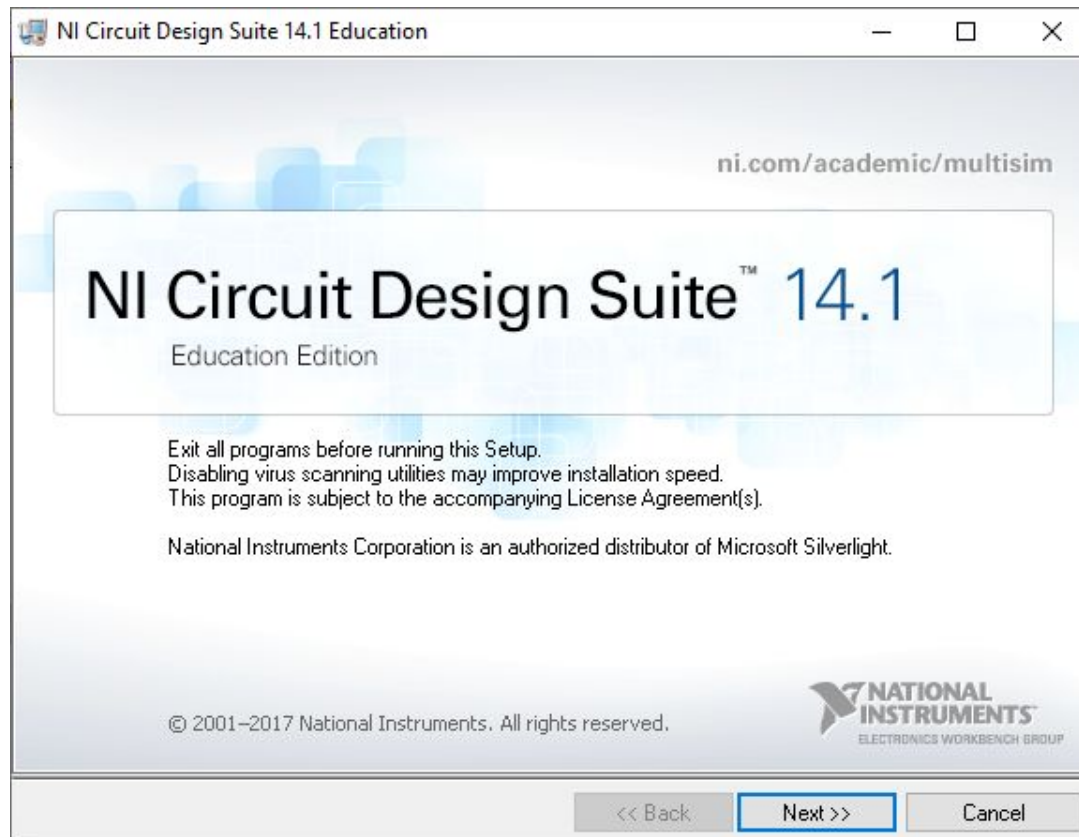 NI Circuit Design Suite 14.1 Education
ni.com/academic/multisim
NI Circuit Design Suite™ 14.1
Education Edition
Exit all programs before running this Setup.
Disabling virus scanning utilities may improve installation speed.
This program is subject to the accompanying License Agreement(s).
National Instruments Corporation is an authorized distributor of Microsoft Silverlight.
© 2001–2017 National Instruments. All rights reserved.
NATIONAL
INSTRUMENTS™
ELECTRONICS WORKBENCH GROUP
<< Back
Next >>
Cancel